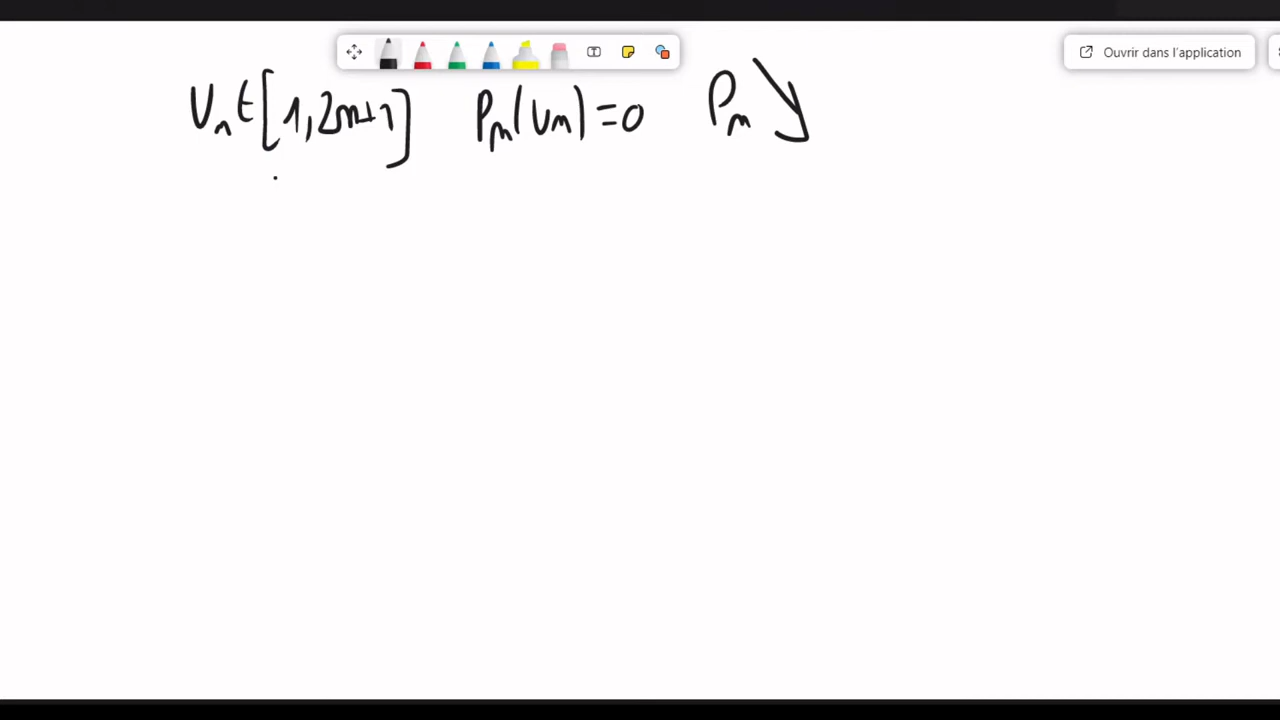 Ouvrir dans l'application
Un ∈ [1, 2n+1] Pn(Un) = 0 Pn ↘